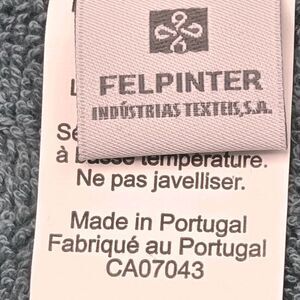 FELPINTER
INDÚSTRIAS TEXTEIS, S.A.
à basse température.
Ne pas javelliser.
Made in Portugal
Fabriqué au Portugal
CA07043